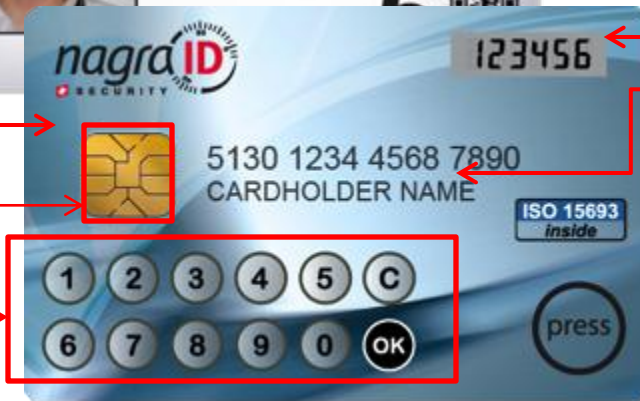 nagra ID
SECURITY
123456
5130 1234 4568 7890
CARDHOLDER NAME
ISO 15693
inside
1 2 3 4 5 C
6 7 8 9 0 OK
press